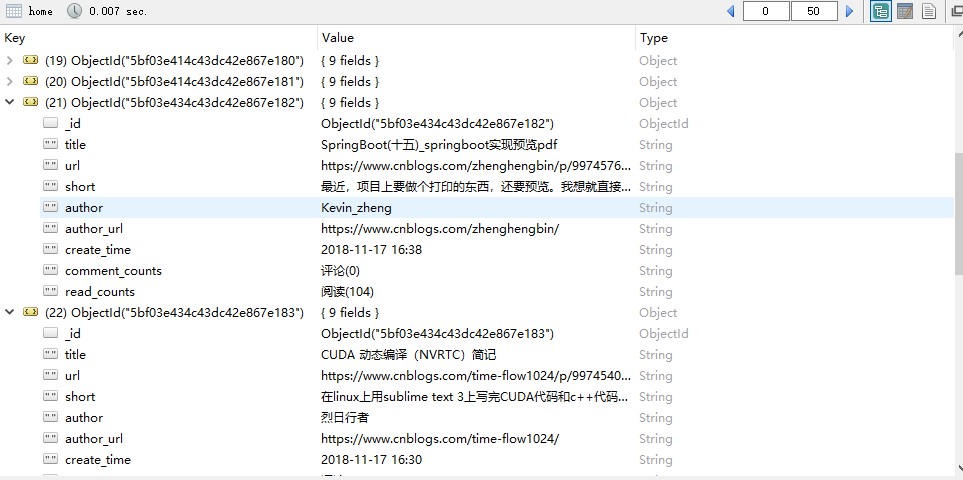 home 0.007 sec. 0 50
Key Value Type
(19) ObjectId("5bf03e414c43dc42e867e180") { 9 fields } Object
(20) ObjectId("5bf03e414c43dc42e867e181") { 9 fields } Object
(21) ObjectId("5bf03e434c43dc42e867e182") { 9 fields } Object
_id ObjectId("5bf03e434c43dc42e867e182") ObjectId
"" title SpringBoot(十五)_springboot实现预览pdf String
"" url https://www.cnblogs.com/zhenghengbin/p/9974576... String
"" short 最近，项目上要做个打印的东西，还要预览。我想就直接... String
"" author Kevin_zheng String
"" author_url https://www.cnblogs.com/zhenghengbin/ String
"" create_time 2018-11-17 16:38 String
"" comment_counts 评论(0) String
"" read_counts 阅读(104) String
(22) ObjectId("5bf03e434c43dc42e867e183") { 9 fields } Object
_id ObjectId("5bf03e434c43dc42e867e183") ObjectId
"" title CUDA 动态编译（NVRTC）简记 String
"" url https://www.cnblogs.com/time-flow1024/p/9974540... String
"" short 在linux上用sublime text 3上写完CUDA代码和c++代码... String
"" author 烈日行者 String
"" author_url https://www.cnblogs.com/time-flow1024/ String
"" create_time 2018-11-17 16:30 String